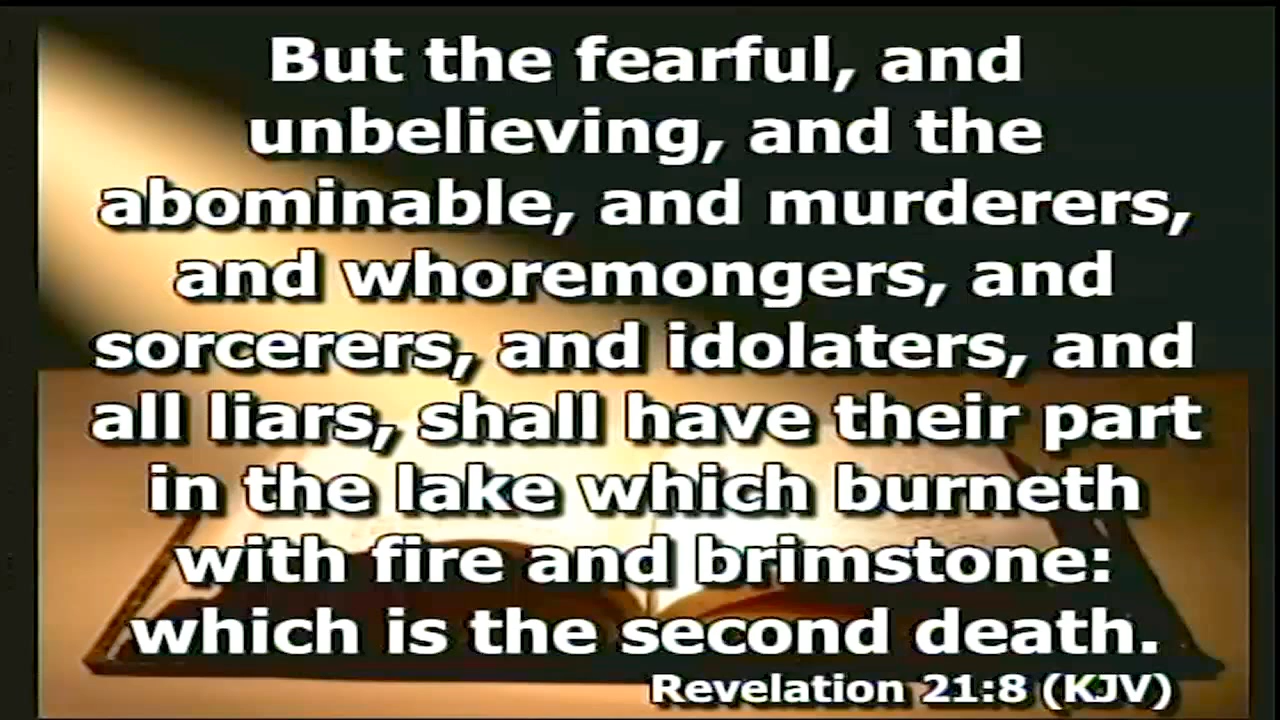 But the fearful, and
unbelieving, and the
abominable, and murderers,
and whoremongers, and
sorcerers, and idolaters, and
all liars, shall have their part
in the lake which burneth
with fire and brimstone:
which is the second death.
Revelation 21:8 (KJV)